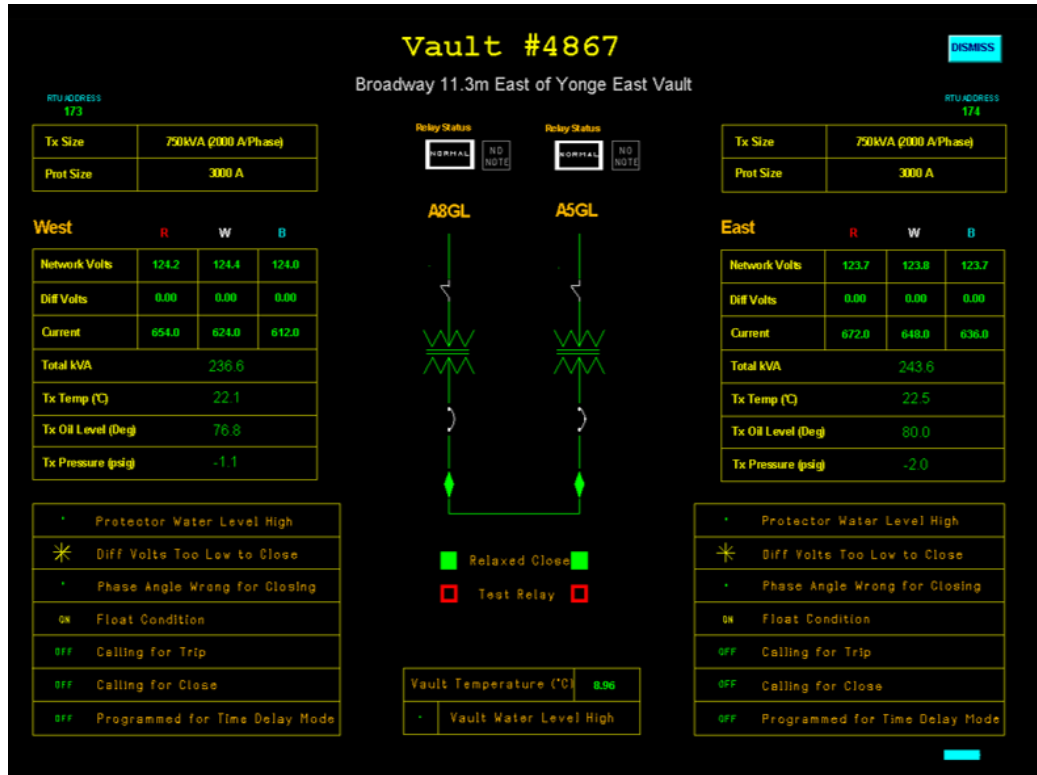 Vault #4867
DISMISS
Broadway 11.3m East of Yonge East Vault
RTU ADDRESS
173
RTU ADDRESS
174
Tx Size 750kVA (2000 A/Phase)
Prot Size 3000 A
Relay Status Relay Status
NORMAL NO NOTE NORMAL NO NOTE
Tx Size 750kVA (2000 A/Phase)
Prot Size 3000 A
A8GL A5GL
West R W B
Network Volts 124.2 124.4 124.0
Diff Volts 0.00 0.00 0.00
Current 654.0 624.0 612.0
Total kVA 236.6
Tx Temp (°C) 22.1
Tx Oil Level (Deg) 76.8
Tx Pressure (psig) -1.1
East R W B
Network Volts 123.7 123.8 123.7
Diff Volts 0.00 0.00 0.00
Current 672.0 648.0 636.0
Total kVA 243.6
Tx Temp (°C) 22.5
Tx Oil Level (Deg) 80.0
Tx Pressure (psig) -2.0
Protector Water Level High
Diff Volts Too Low to Close
Phase Angle Wrong for Closing
ON Float Condition
OFF Calling for Trip
OFF Calling for Close
OFF Programmed for Time Delay Mode
Relaxed Close
Test Relay
Vault Temperature (°C) 8.96
Vault Water Level High
Protector Water Level High
Diff Volts Too Low to Close
Phase Angle Wrong for Closing
ON Float Condition
OFF Calling for Trip
OFF Calling for Close
OFF Programmed for Time Delay Mode